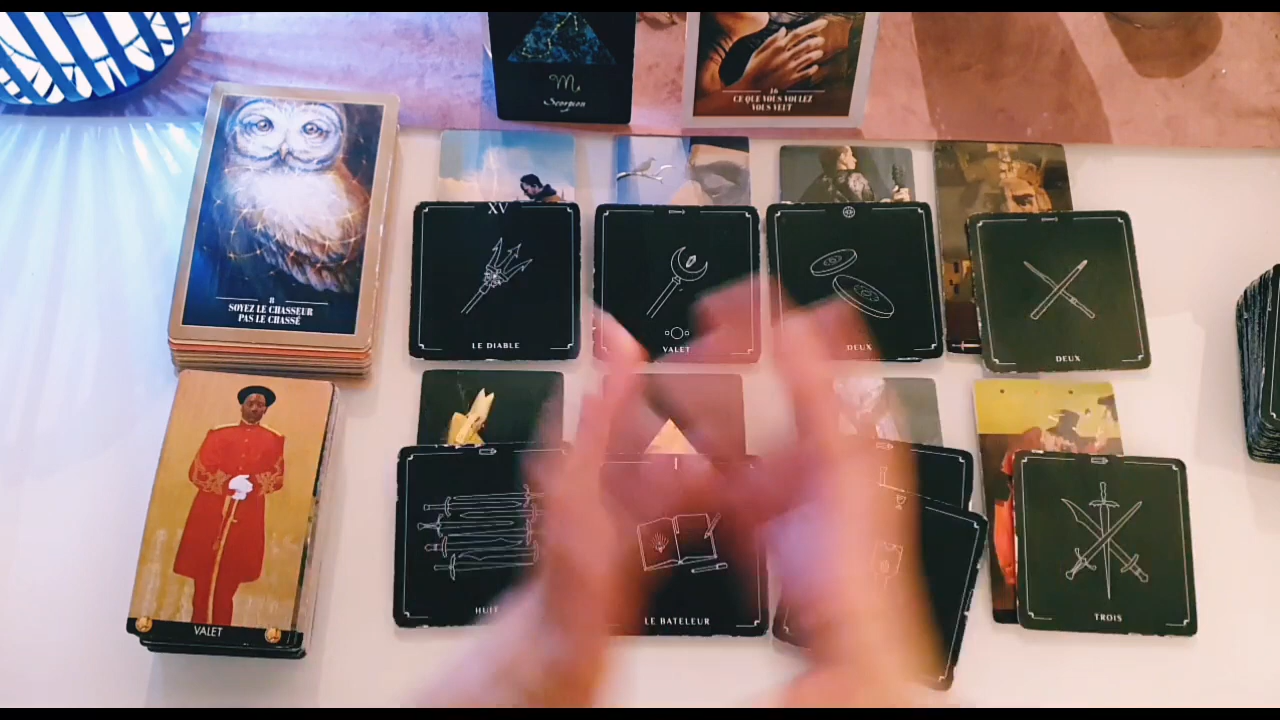 Scorpion
16
CE QUE VOUS VOULEZ
VOUS VEUT
8
SOYEZ LE CHASSEUR
PAS LE CHASSÉ
XV
LE DIABLE
VALET
DEUX
DEUX
VALET
HUIT
I
LE BATELEUR
TROIS